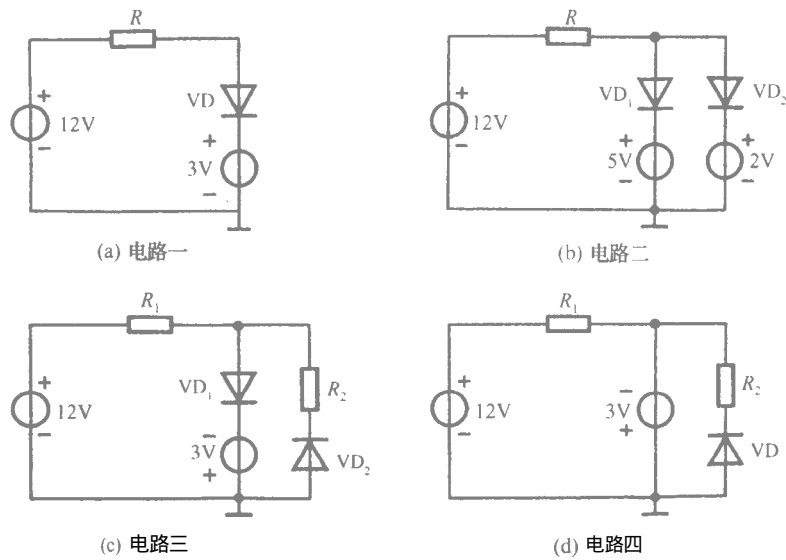 R
VD
12V
3V
(a) 电路一
R
VD₁
VD₂
12V
5V
2V
(b) 电路二
R₁
VD₁
R₂
12V
3V
VD₂
(c) 电路三
R₁
R₂
12V
3V
VD
(d) 电路四